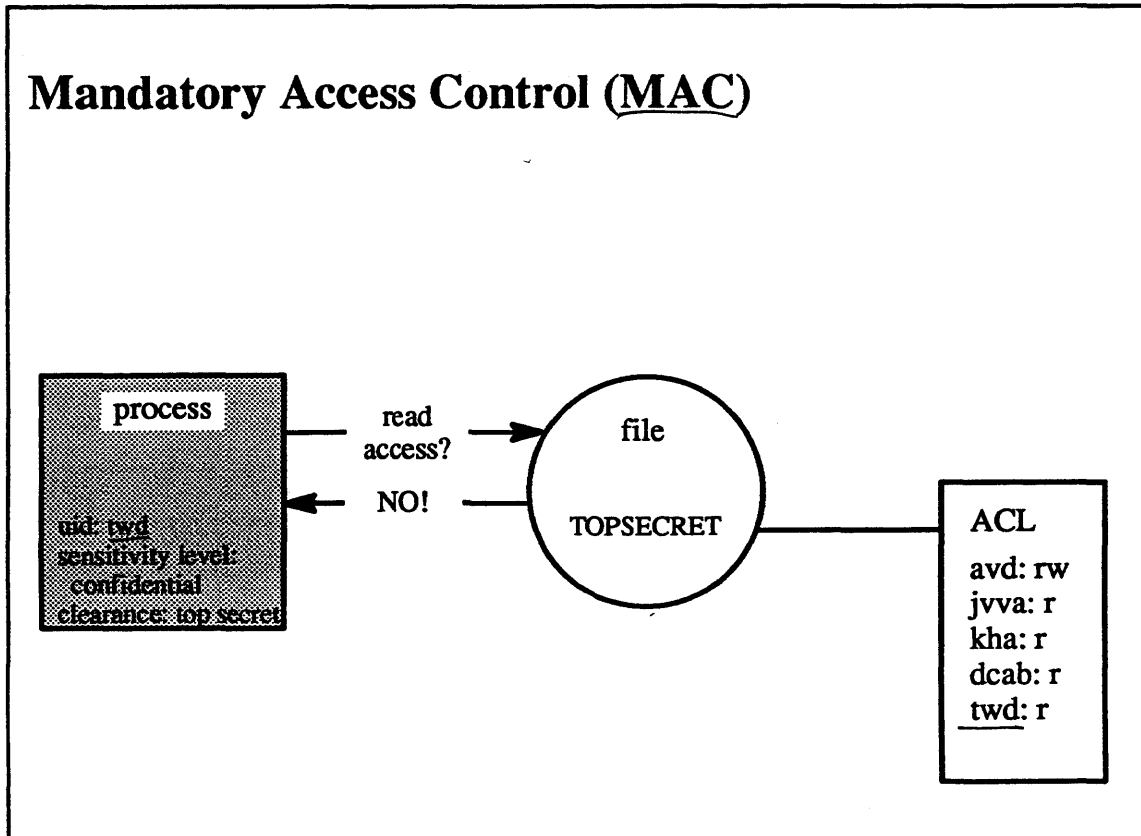 Mandatory Access Control (MAC)
process
uid: twd
sensitivity level:
confidential
clearance: top secret
read
access?
NO!
file
TOPSECRET
ACL
avd: rw
jvva: r
kha: r
dcab: r
twd: r